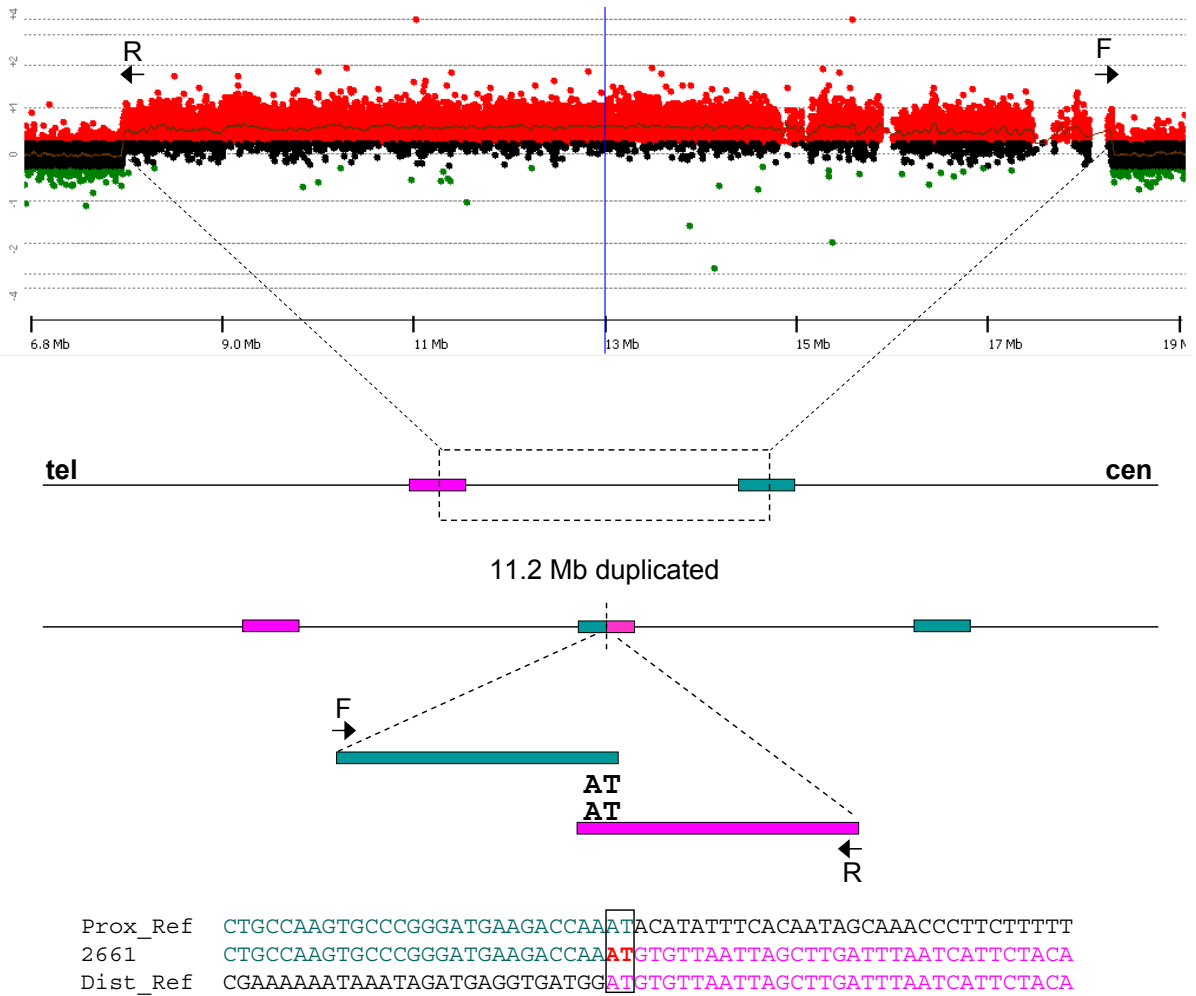 +4
R
F
+2
+1
0
-1
-2
-4
6.8 Mb 9.0 Mb 11 Mb 13 Mb 15 Mb 17 Mb 19 M
tel cen
11.2 Mb duplicated
F
AT
AT
R
Prox_Ref CTGCCAAGTGCCCGGGATGAAGACCAAATACATATTTCACAATAGCAAACCCTTCTTTTT
2661 CTGCCAAGTGCCCGGGATGAAGACCAAATGTGTTAATTAGCTTGATTTAATCATTCTACA
Dist_Ref CGAAAAAATAAATAGATGAGGTGATGGATGTGTTAATTAGCTTGATTTAATCATTCTACA